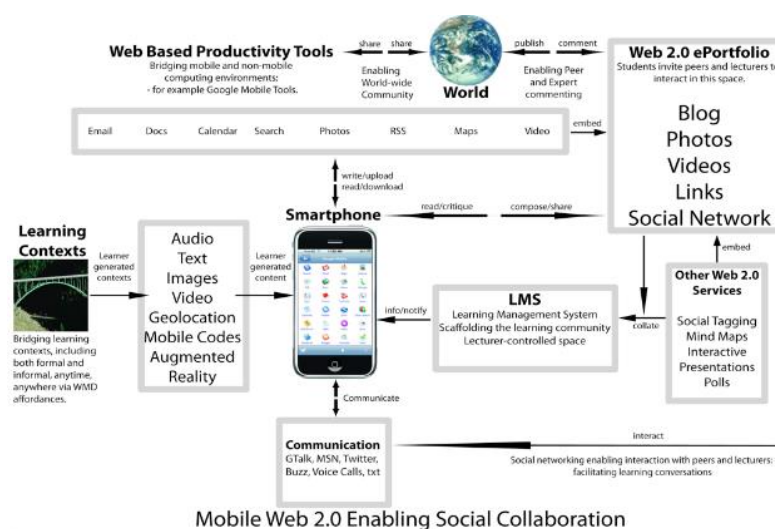 Web Based Productivity Tools
Bridging mobile and non-mobile
computing environments:
- for example Google Mobile Tools.
share share
Enabling
World-wide
Community
World
publish comment
Enabling Peer
and Expert
commenting
Web 2.0 ePortfolio
Students invite peers and lecturers to
interact in this space.
Blog
Photos
Videos
Links
Social Network
Email Docs Calendar Search Photos RSS Maps Video
embed
write/upload
read/download
Smartphone
read/critique compose/share
Learning
Contexts
Bridging learning
contexts, including
both formal and
informal, anytime,
anywhere via WMD
affordances.
Learner
generated
contexts
Audio
Text
Images
Video
Geolocation
Mobile Codes
Augmented
Reality
Learner
generated
content
info/notify
LMS
Learning Management System
Scaffolding the learning community
Lecturer-controlled space
collate
embed
Other Web 2.0
Services
Social Tagging
Mind Maps
Interactive
Presentations
Polls
Communicate
Communication
GTalk, MSN, Twitter,
Buzz, Voice Calls, txt
interact
Social networking enabling interaction with peers and lecturers:
facilitating learning conversations
Mobile Web 2.0 Enabling Social Collaboration